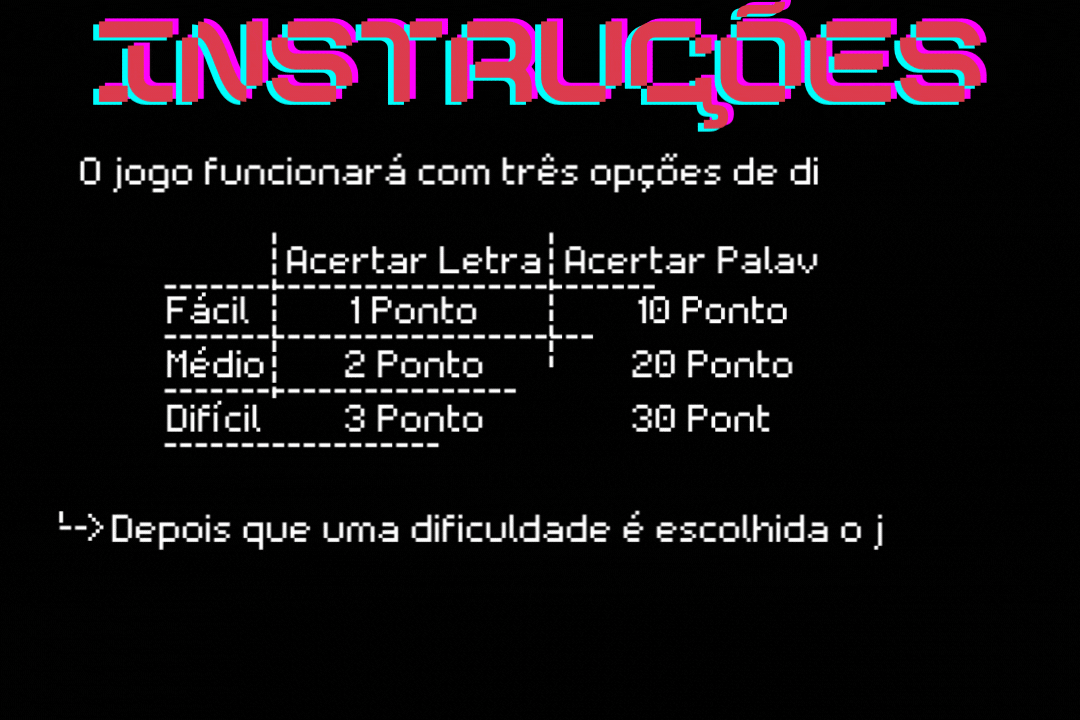 INSTRUÇÕES
O jogo funcionará com três opções de di
Acertar Letra Acertar Palav
Fácil 1 Ponto 10 Ponto
Médio 2 Ponto 20 Ponto
Difícil 3 Ponto 30 Pont
Depois que uma dificuldade é escolhida o j